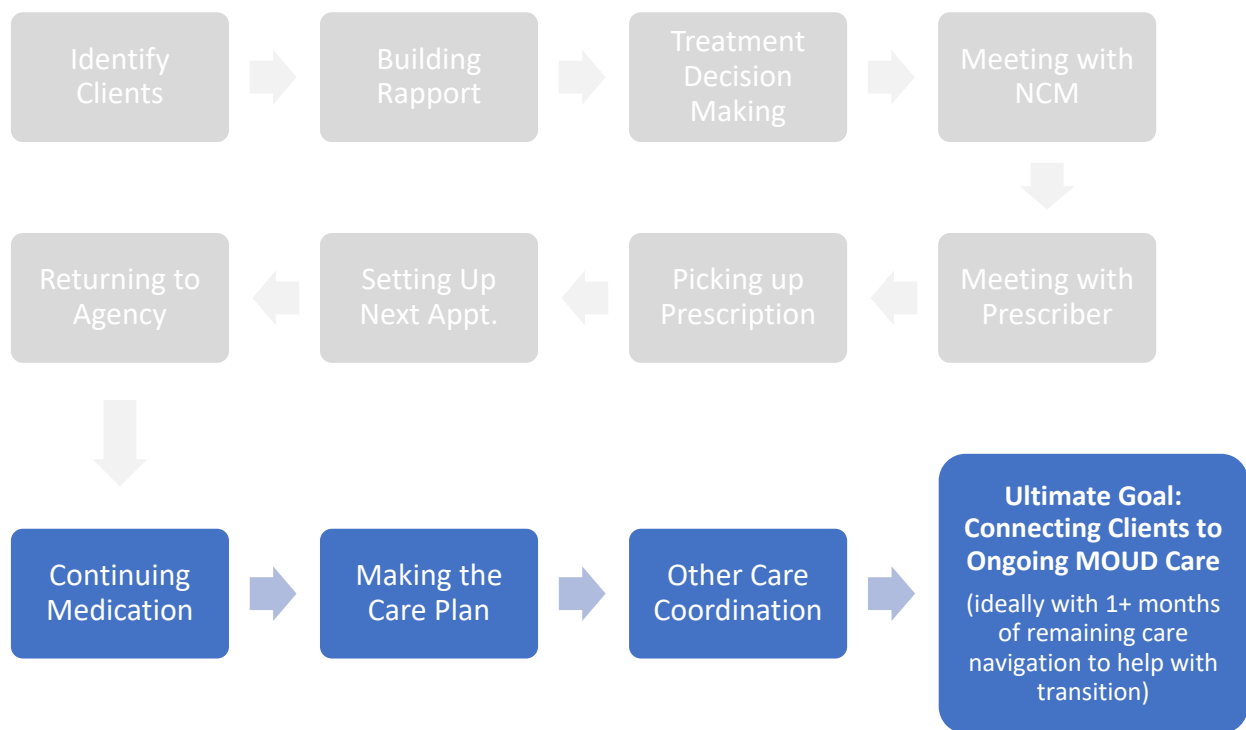 Identify
Clients
Building
Rapport
Treatment
Decision
Making
Meeting with
NCM
Returning to
Agency
Setting Up
Next Appt.
Picking up
Prescription
Meeting with
Prescriber
Continuing
Medication
Making the
Care Plan
Other Care
Coordination
Ultimate Goal:
Connecting Clients to
Ongoing MOUD Care
(ideally with 1+ months
of remaining care
navigation to help with
transition)